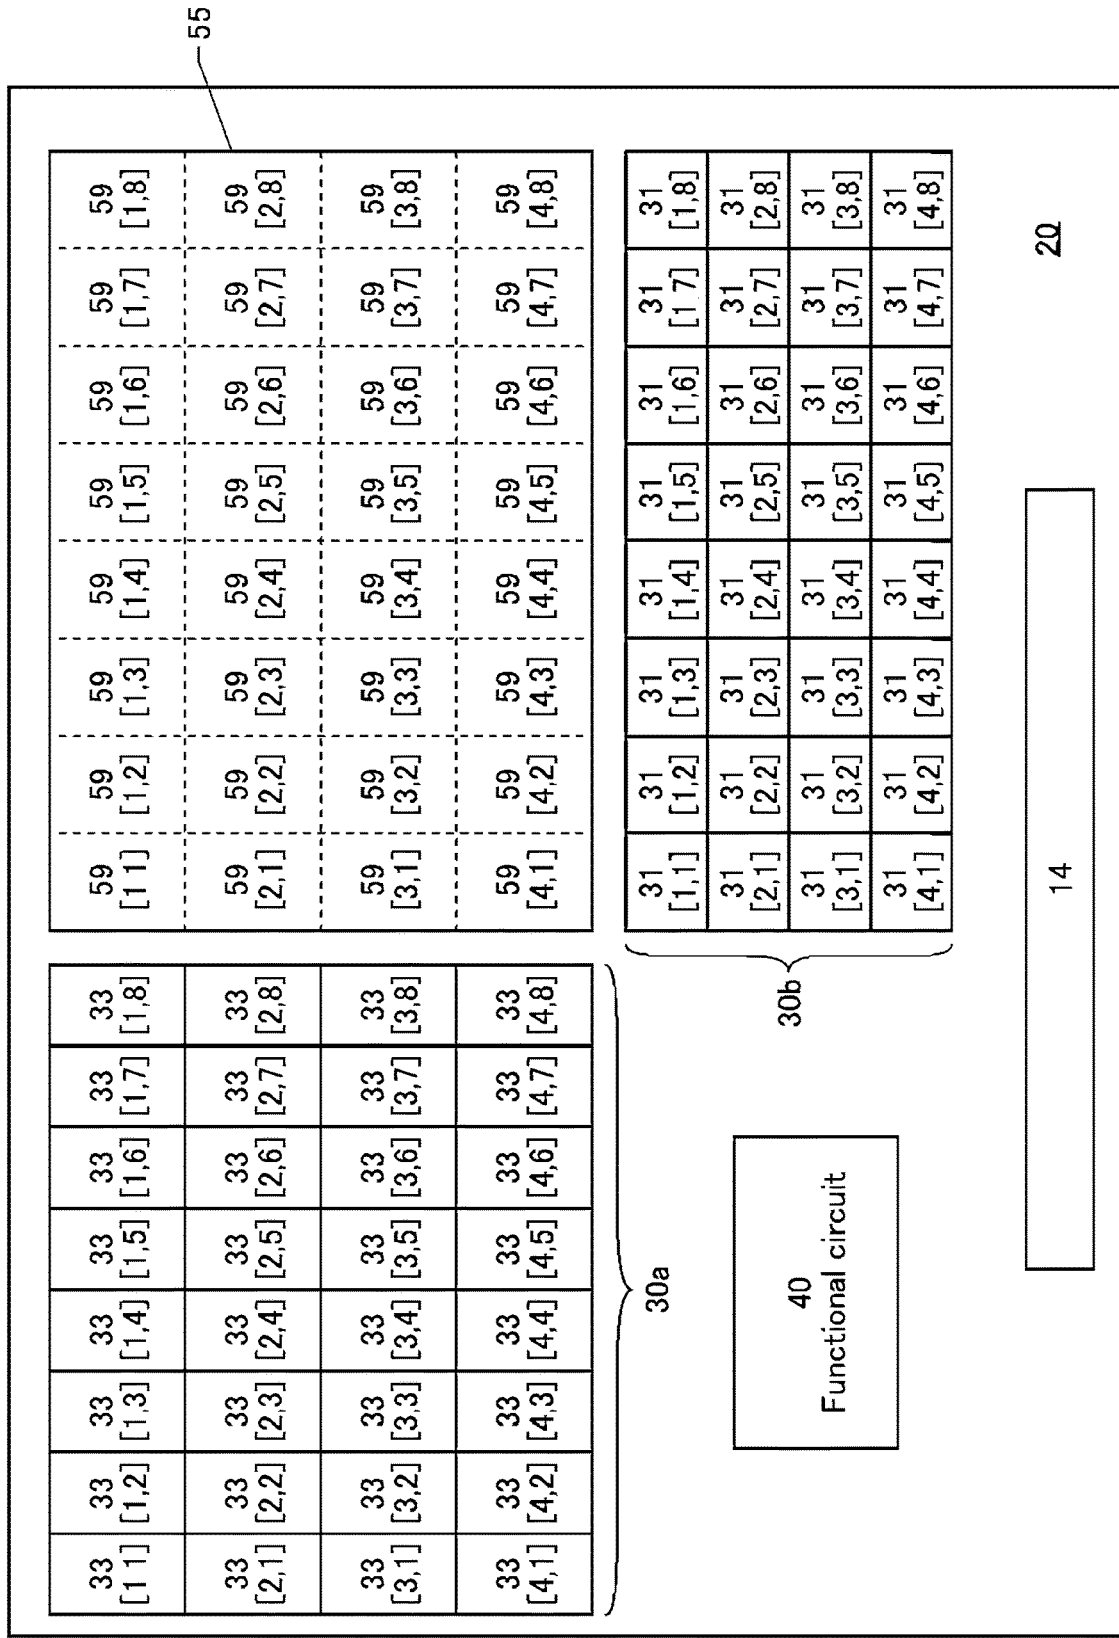 33 33 33 33 33 33 33 33 59 59 59 59 59 59 59 59
[1 1] [1,2] [1,3] [1,4] [1,5] [1,6] [1,7] [1,8] [1 1] [1,2] [1,3] [1,4] [1,5] [1,6] [1,7] [1,8]
55
33 33 33 33 33 33 33 33 59 59 59 59 59 59 59 59
[2,1] [2,2] [2,3] [2,4] [2,5] [2,6] [2,7] [2,8] [2,1] [2,2] [2,3] [2,4] [2,5] [2,6] [2,7] [2,8]
33 33 33 33 33 33 33 33 59 59 59 59 59 59 59 59
[3,1] [3,2] [3,3] [3,4] [3,5] [3,6] [3,7] [3,8] [3,1] [3,2] [3,3] [3,4] [3,5] [3,6] [3,7] [3,8]
33 33 33 33 33 33 33 33 59 59 59 59 59 59 59 59
[4,1] [4,2] [4,3] [4,4] [4,5] [4,6] [4,7] [4,8] [4,1] [4,2] [4,3] [4,4] [4,5] [4,6] [4,7] [4,8]
30a
31 31 31 31 31 31 31 31
[1,1] [1,2] [1,3] [1,4] [1,5] [1,6] [1 7] [1,8]
31 31 31 31 31 31 31 31
[2,1] [2,2] [2,3] [2,4] [2,5] [2,6] [2,7] [2,8]
30b
31 31 31 31 31 31 31 31
[3,1] [3,2] [3,3] [3,4] [3,5] [3,6] [3,7] [3,8]
31 31 31 31 31 31 31 31
[4,1] [4,2] [4,3] [4,4] [4,5] [4,6] [4,7] [4,8]
40
Functional circuit
14
20